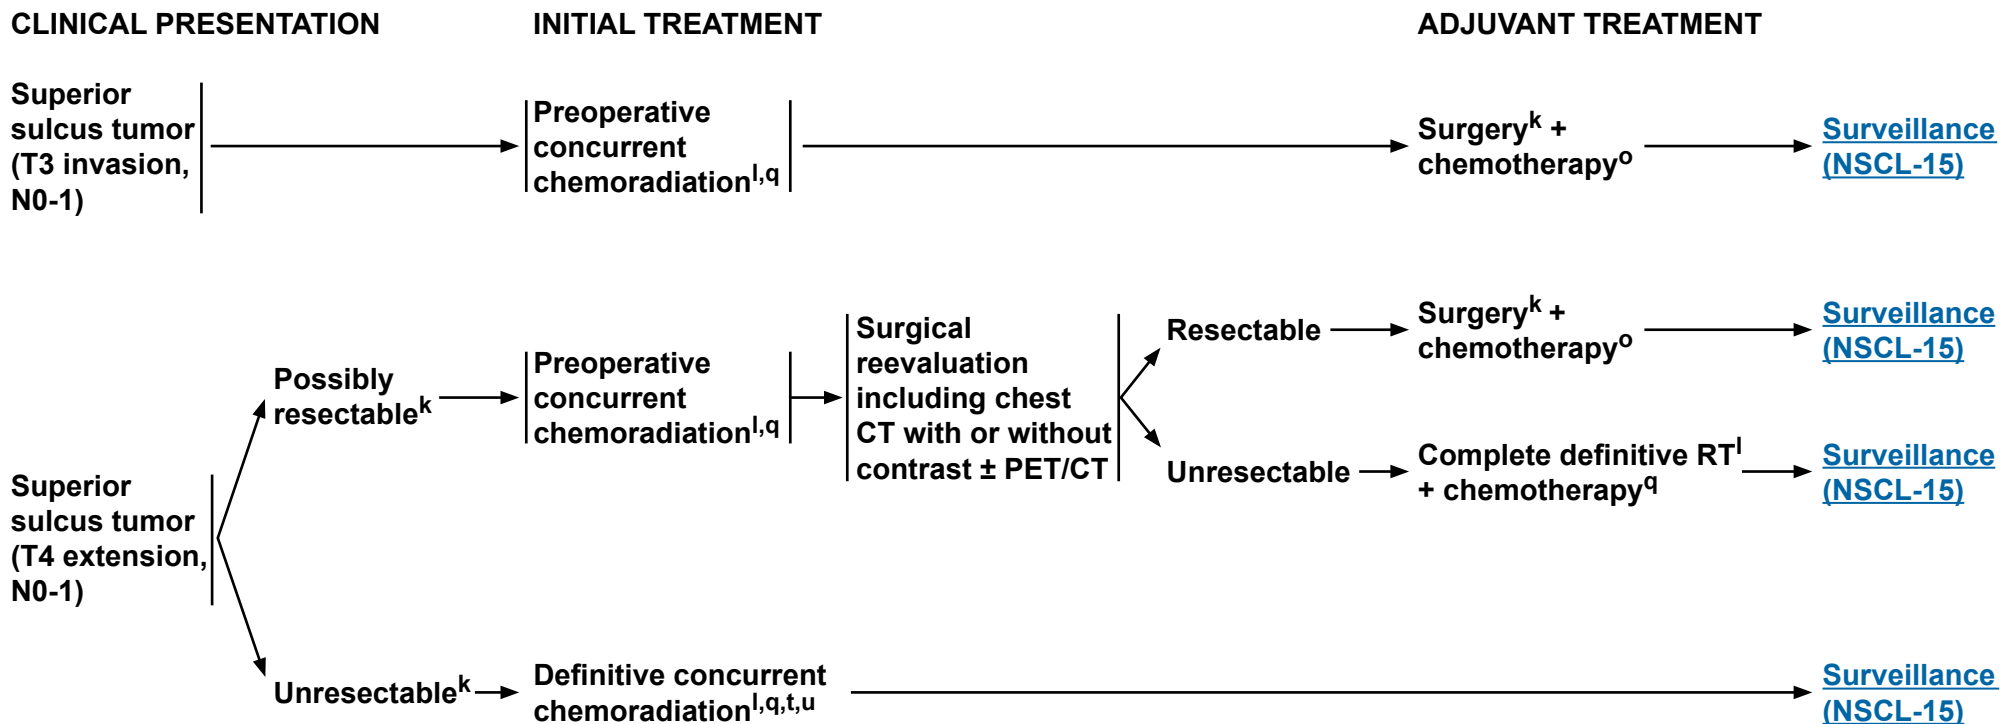 CLINICAL PRESENTATION
INITIAL TREATMENT
ADJUVANT TREATMENT
Superior
sulcus tumor
(T3 invasion,
N0-1)
Preoperative
concurrent
chemoradiationl,q
Surgeryk +
chemotherapyo
Surveillance
(NSCL-15)
Superior
sulcus tumor
(T4 extension,
N0-1)
Possibly
resectablek
Preoperative
concurrent
chemoradiationl,q
Surgical
reevaluation
including chest
CT with or without
contrast ± PET/CT
Resectable
Surgeryk +
chemotherapyo
Surveillance
(NSCL-15)
Unresectable
Complete definitive RTl
+ chemotherapyq
Surveillance
(NSCL-15)
Unresectablek
Definitive concurrent
chemoradiationl,q,t,u
Surveillance
(NSCL-15)